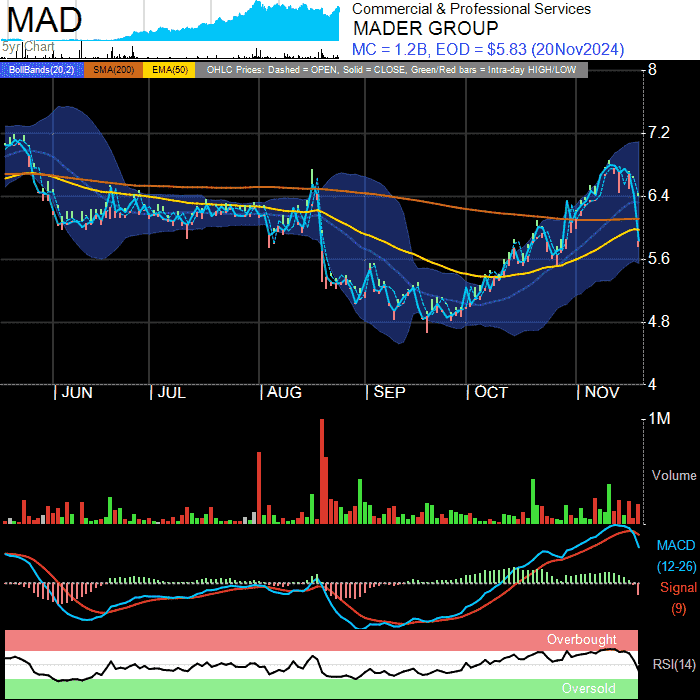 MAD
5yr Chart
Commercial & Professional Services
MADER GROUP
MC = 1.2B, EOD = $5.83 (20Nov2024)
BollBands(20,2) SMA(200) EMA(50) OHLC Prices: Dashed = OPEN, Solid = CLOSE, Green/Red bars = Intra-day HIGH/LOW
8
7.2
6.4
5.6
4.8
4
| JUN | JUL | AUG | SEP | OCT | NOV
1M
Volume
MACD
(12-26)
Signal
(9)
Overbought
RSI(14)
Oversold